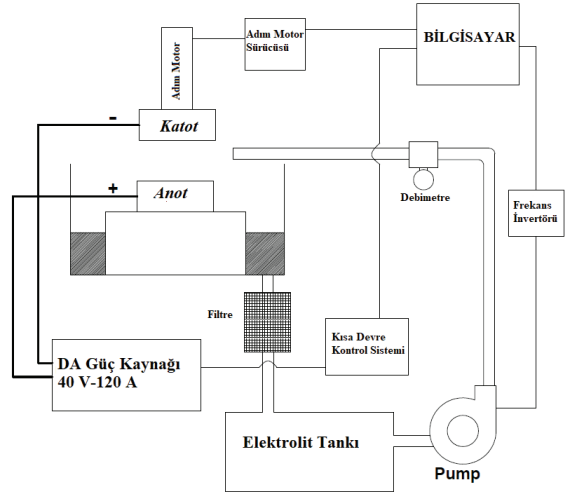 Adım Motor
Adım Motor
Sürücüsü
BİLGİSAYAR
-
Katot
+
Anot
Debimetre
Frekans
İnvertörü
Filtre
Kısa Devre
Kontrol Sistemi
DA Güç Kaynağı
40 V-120 A
Elektrolit Tankı
Pump